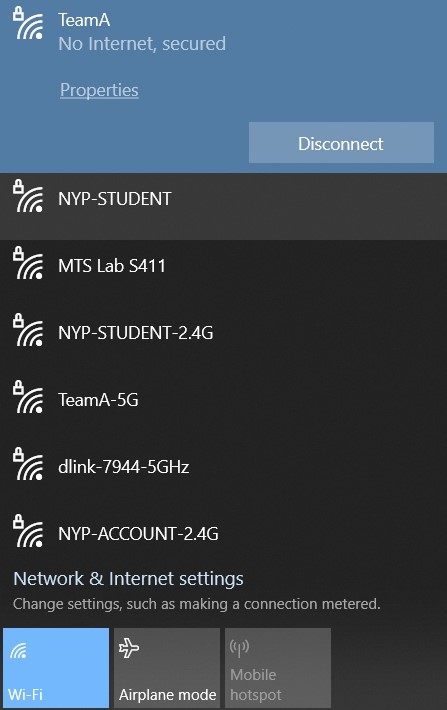 TeamA
No Internet, secured
Properties
Disconnect
NYP-STUDENT
MTS Lab S411
NYP-STUDENT-2.4G
TeamA-5G
dlink-7944-5GHz
NYP-ACCOUNT-2.4G
Network & Internet settings
Change settings, such as making a connection metered.
Wi-Fi
Airplane mode
Mobile
hotspot